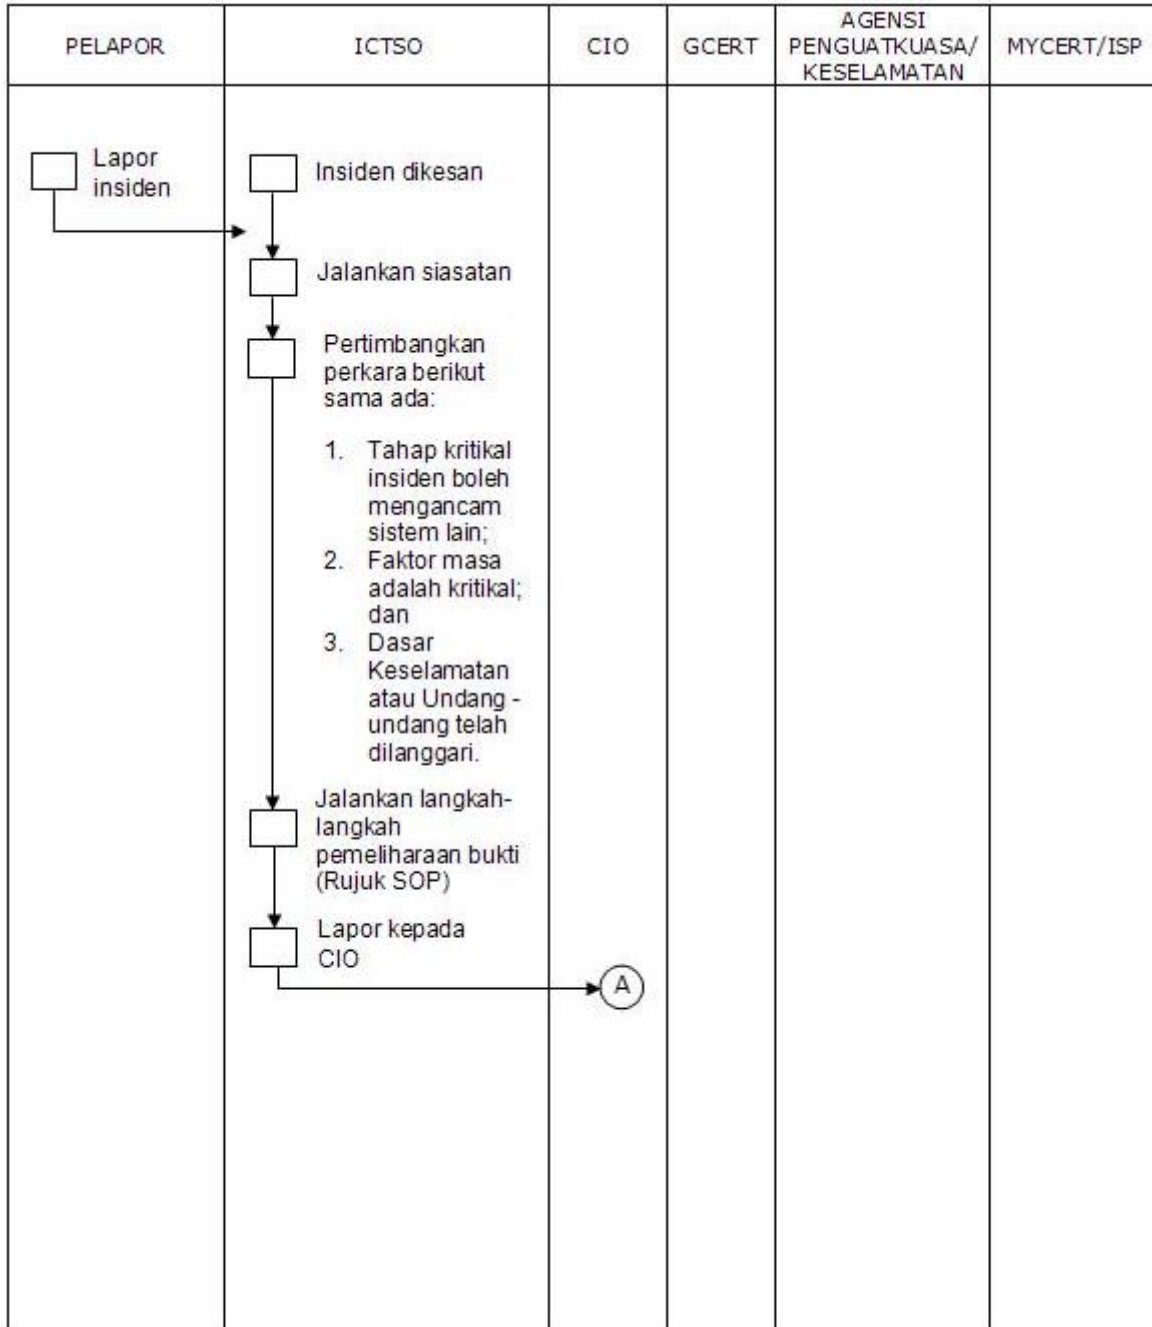 PELAPOR
ICTSO
CIO
GCERT
AGENSI
PENGUATKUASA/
KESELAMATAN
MYCERT/ISP
Lapor
insiden
Insiden dikesan
Jalankan siasatan
Pertimbangkan
perkara berikut
sama ada:
1. Tahap kritikal
insiden boleh
mengancam
sistem lain;
2. Faktor masa
adalah kritikal;
dan
3. Dasar
Keselamatan
atau Undang -
undang telah
dilanggari.
Jalankan langkah-
langkah
pemeliharaan bukti
(Rujuk SOP)
Lapor kepada
CIO
A